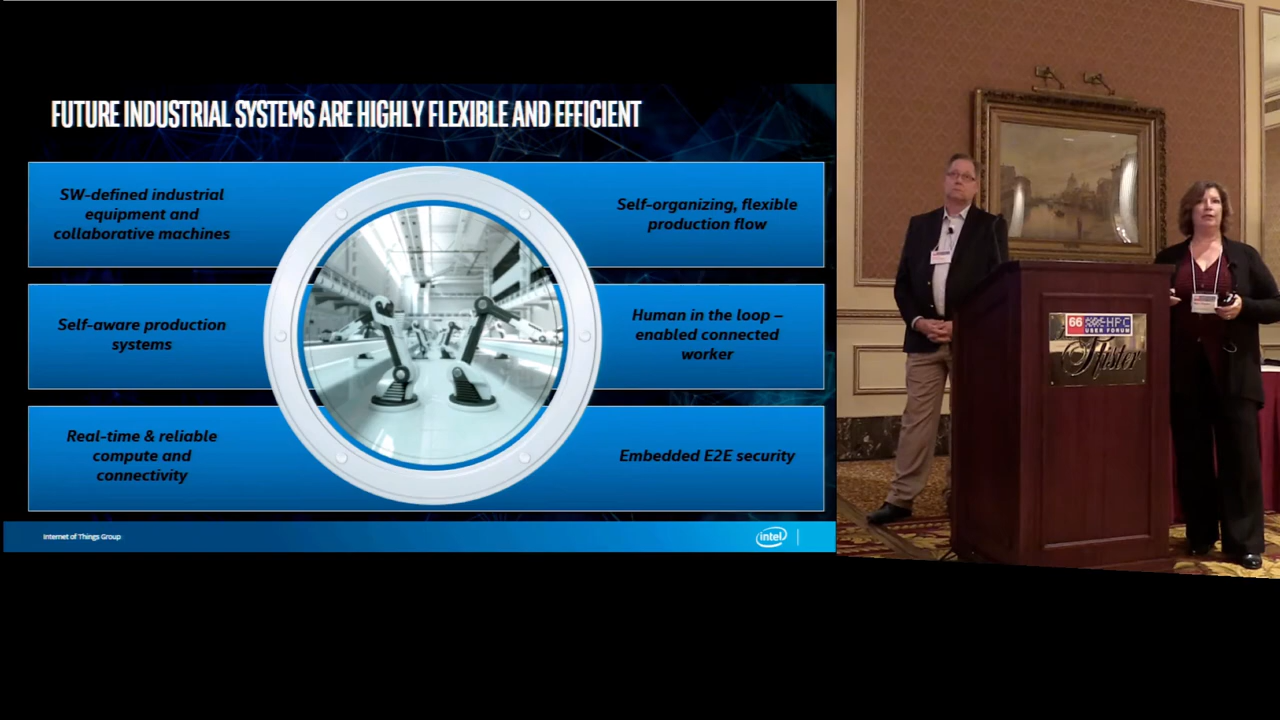 FUTURE INDUSTRIAL SYSTEMS ARE HIGHLY FLEXIBLE AND EFFICIENT
SW-defined industrial
equipment and
collaborative machines
Self-organizing, flexible
production flow
Self-aware production
systems
Human in the loop –
enabled connected
worker
Real-time & reliable
compute and
connectivity
Embedded E2E security
Internet of Things Group
intel
66 HPC
USER FORUM
Pfister